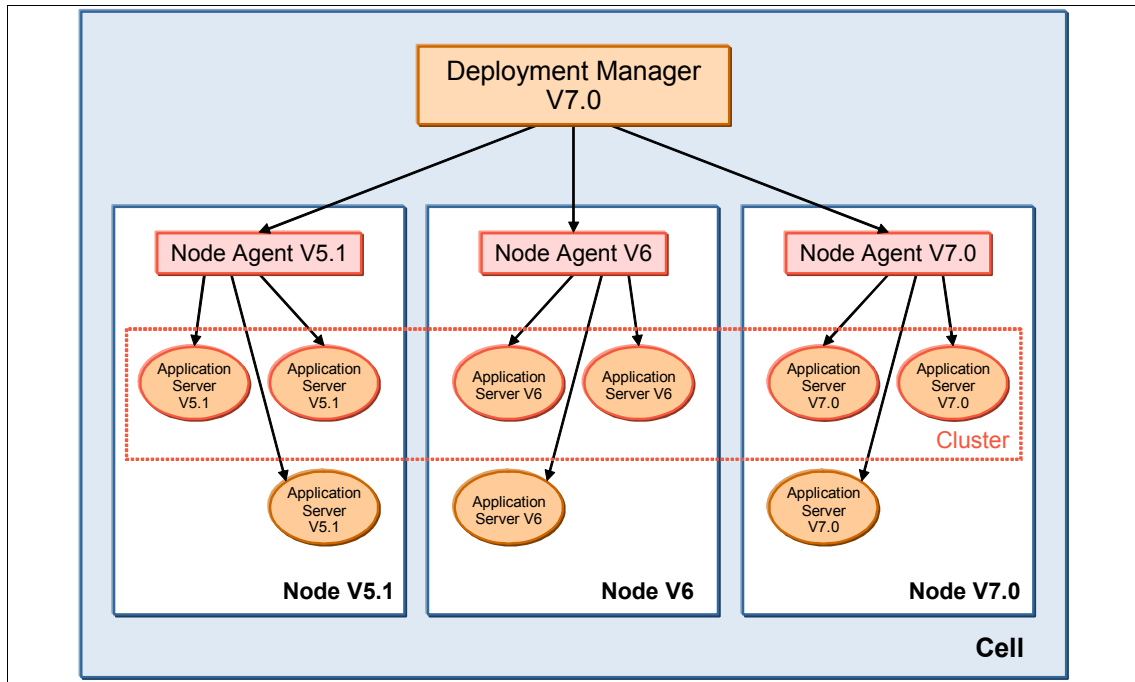 Deployment Manager
V7.0
Node Agent V5.1
Node Agent V6
Node Agent V7.0
Application
Server
V5.1
Application
Server
V5.1
Application
Server V6
Application
Server V6
Application
Server
V7.0
Application
Server
V7.0
Cluster
Application
Server
V5.1
Application
Server V6
Application
Server
V7.0
Node V5.1
Node V6
Node V7.0
Cell